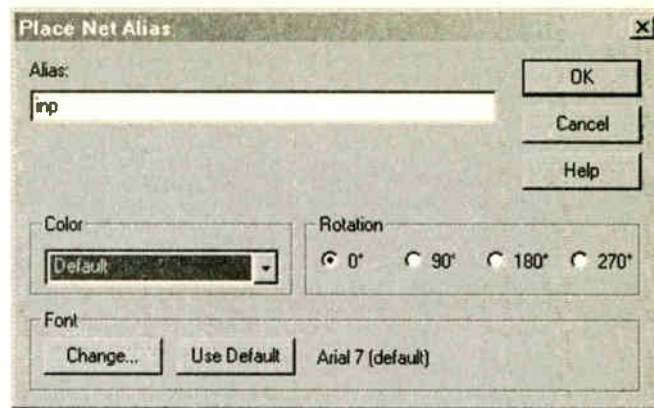 Place Net Alias
Alias:
inp
OK
Cancel
Help
Color
Default
Rotation
0°
90°
180°
270°
Font
Change...
Use Default
Arial 7 (default)